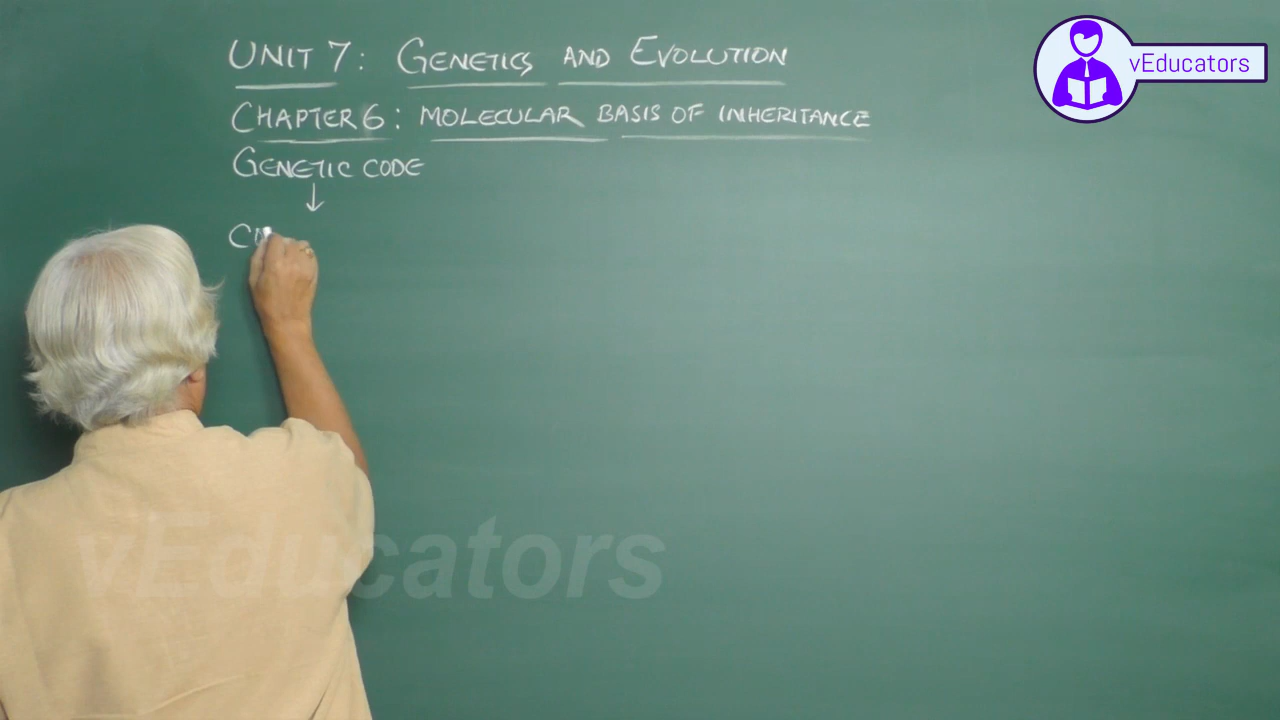 UNIT 7: GENETICS AND EVOLUTION
CHAPTER 6: MOLECULAR BASIS OF INHERITANCE
GENETIC CODE
↓
vEducators
vEducators